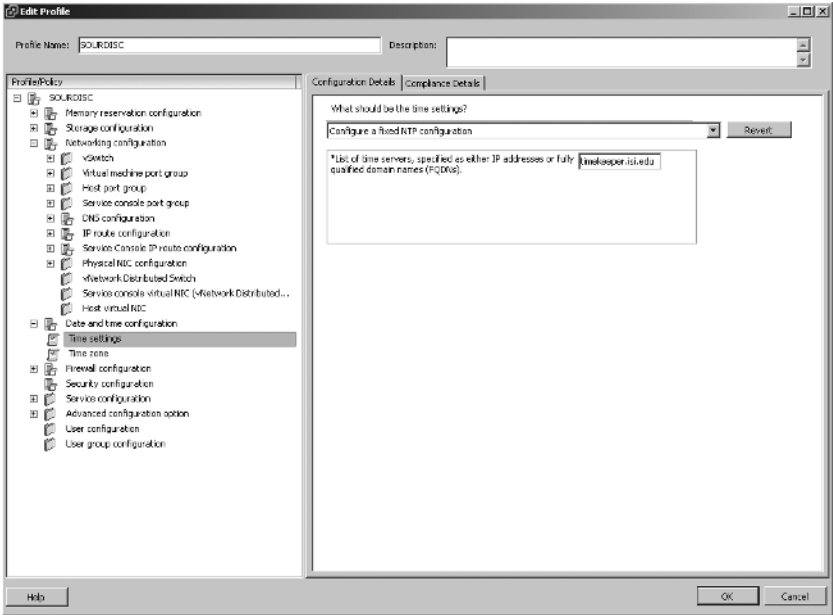 Edit Profile
Profile Name: SOURDISC Description:
Profile/Policy
SOURDISC
Memory reservation configuration
Storage configuration
Networking configuration
vSwitch
Virtual machine port group
Host port group
Service console port group
DNS configuration
IP route configuration
Service Console IP route configuration
Physical NIC configuration
vNetwork Distributed Switch
Service console virtual NIC (vNetwork Distributed...
Host virtual NIC
Date and time configuration
Time settings
Time zone
Firewall configuration
Security configuration
Service configuration
Advanced configuration option
User configuration
User group configuration
Configuration Details Compliance Details
What should be the time settings?
Configure a fixed NTP configuration Revert
*List of time servers, specified as either IP addresses or fully timekeeper.isi.edu
qualified domain names (FQDNs).
Help OK Cancel